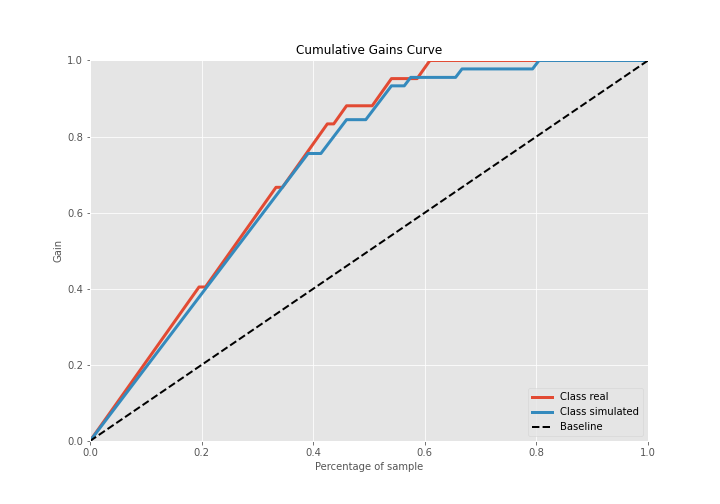 Cumulative Gains Curve
1.0
0.8
0.6
0.4
0.2
0.0
Gain
0.0 0.2 0.4 0.6 0.8 1.0
Percentage of sample
Class real
Class simulated
Baseline